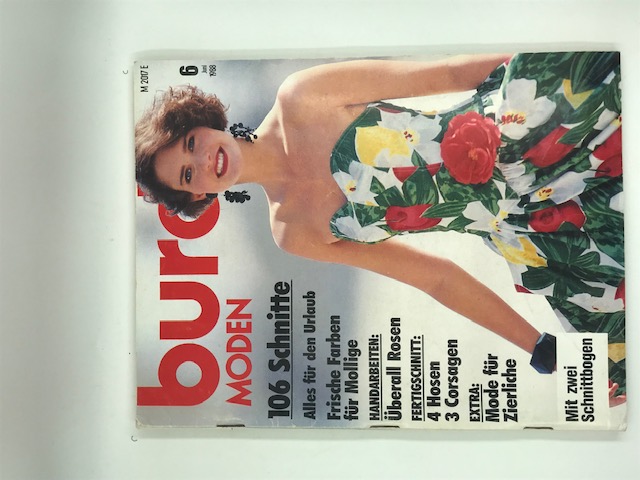 M 2017 E
6
Juni
1988
burd
MODEN
106 Schnitte
Alles für den Urlaub
Frische Farben
für Mollige
HANDARBEITEN:
Überall Rosen
FERTIGSCHNITT:
4 Hosen
3 Corsagen
EXTRA:
Mode für
Zierliche
Mit zwei
Schnittbogen